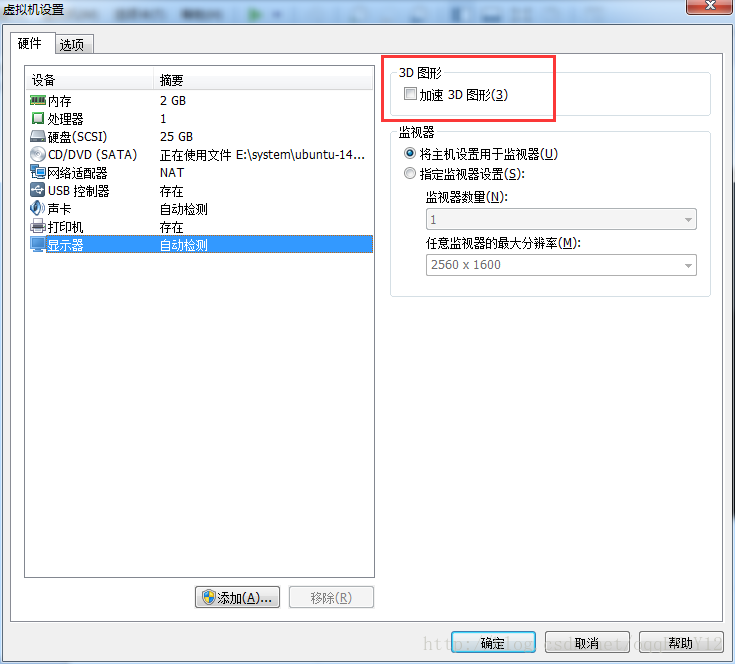 虚拟机设置
硬件 选项
设备 摘要
内存 2 GB
处理器 1
硬盘(SCSI) 25 GB
CD/DVD (SATA) 正在使用文件 E:\system\ubuntu-14...
网络适配器 NAT
USB 控制器 存在
声卡 自动检测
打印机 存在
显示器 自动检测
添加(A)... 移除(R)
3D 图形
加速 3D 图形(3)
监视器
将主机设置用于监视器(U)
指定监视器设置(S):
监视器数量(N):
1
任意监视器的最大分辨率(M):
2560 x 1600
确定 取消 帮助